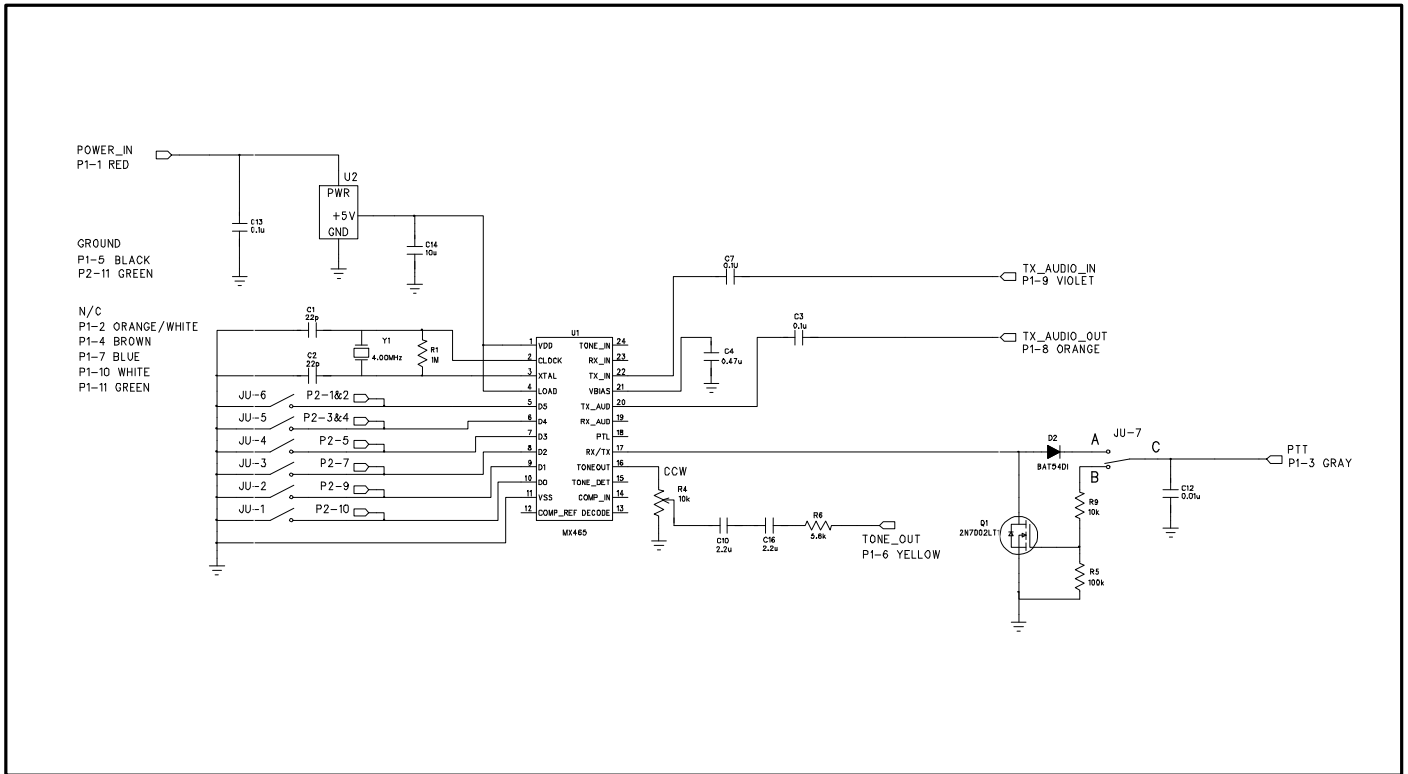 POWER_IN
P1-1 RED
U2
PWR
+5V
GND
C13
0.1u
C14
10u
GROUND
P1-5 BLACK
P2-11 GREEN
N/C
P1-2 ORANGE/WHITE
P1-4 BROWN
P1-7 BLUE
P1-10 WHITE
P1-11 GREEN
C1
22p
C2
22p
Y1
4.00MHz
R1
1M
JU-6 P2-1&2
JU-5 P2-3&4
JU-4 P2-5
JU-3 P2-7
JU-2 P2-9
JU-1 P2-10
U1
1 VDD TONE_IN 24
2 CLOCK RX_IN 23
3 XTAL TX_IN 22
4 LOAD VBIAS 21
5 D5 TX_AUD 20
6 D4 RX_AUD 19
7 D3 PTL 18
8 D2 RX/TX 17
9 D1 TONEOUT 16
10 D0 TONE_DET 15
11 VSS COMP_IN 14
12 COMP_REF DECODE 13
MX465
C7
0.1U
TX_AUDIO_IN
P1-9 VIOLET
C3
0.1u
TX_AUDIO_OUT
P1-8 ORANGE
C4
0.47u
CCW
R4
10k
C10
2.2u
C16
2.2u
R6
5.6k
TONE_OUT
P1-6 YELLOW
D2
BAT54DI
A
B
JU-7
C
PTT
P1-3 GRAY
C12
0.01u
R9
10k
Q1
2N7002LT1
R5
100k